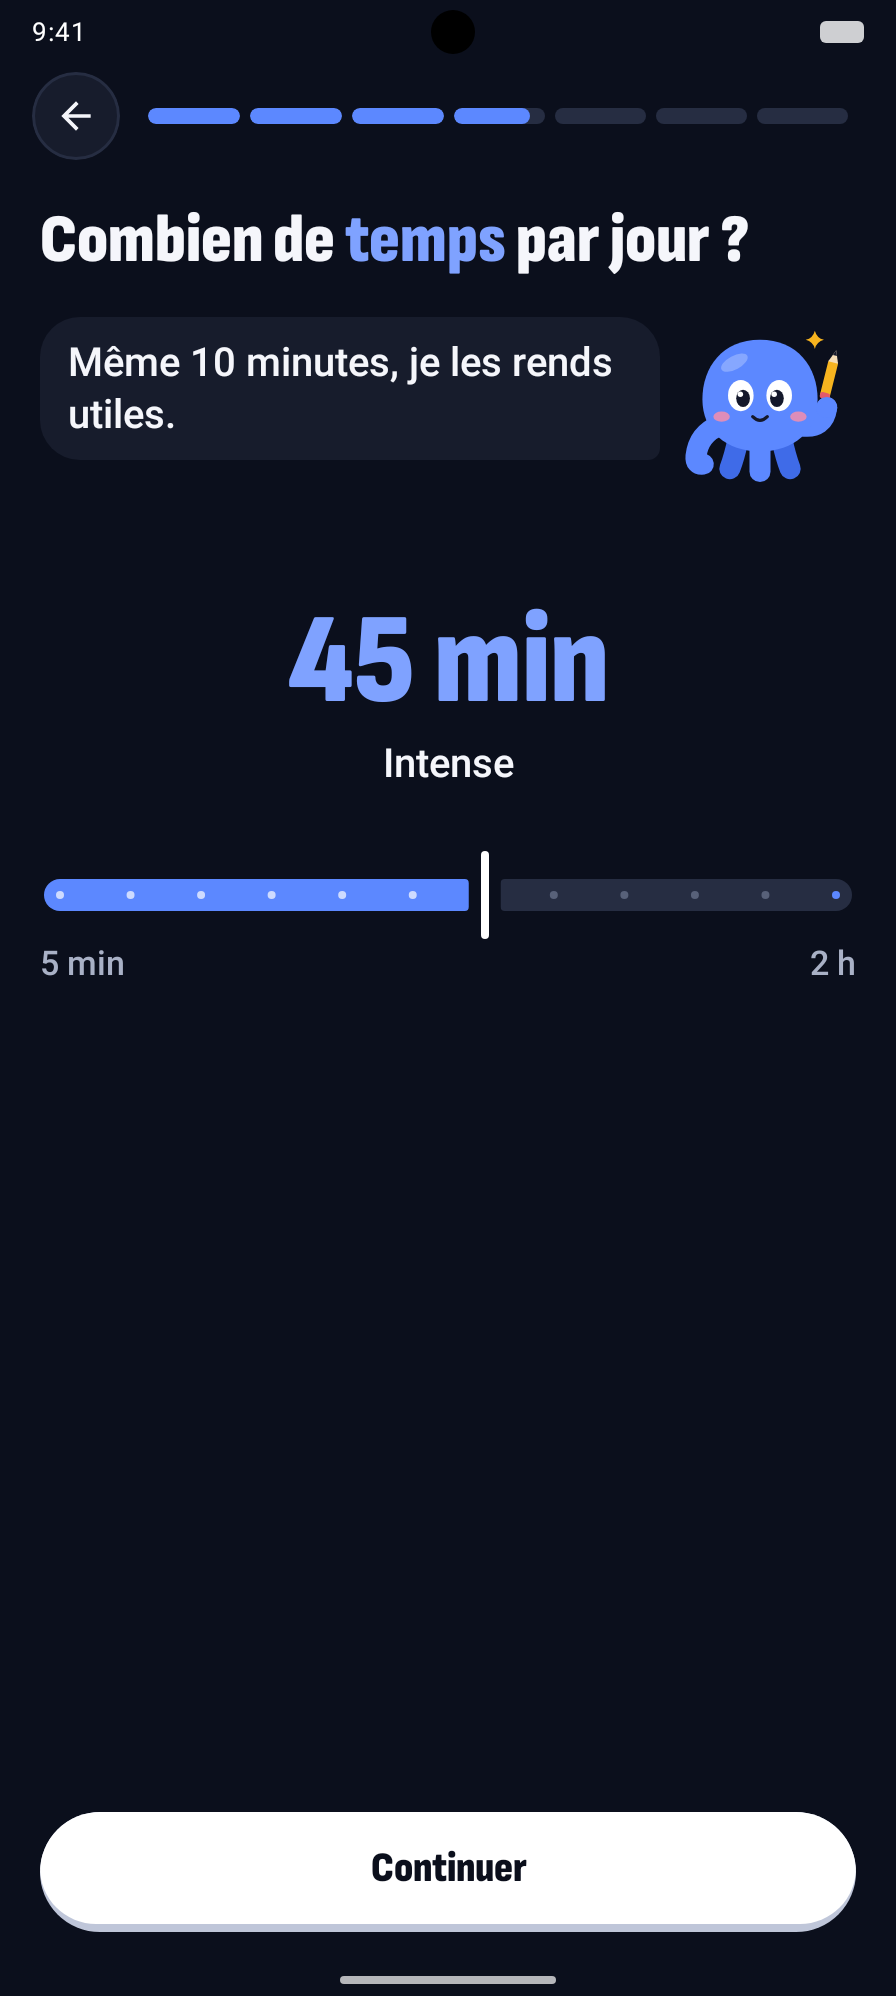 9:41
Combien de temps par jour ?
Même 10 minutes, je les rends
utiles.
45 min
Intense
5 min
2 h
Continuer